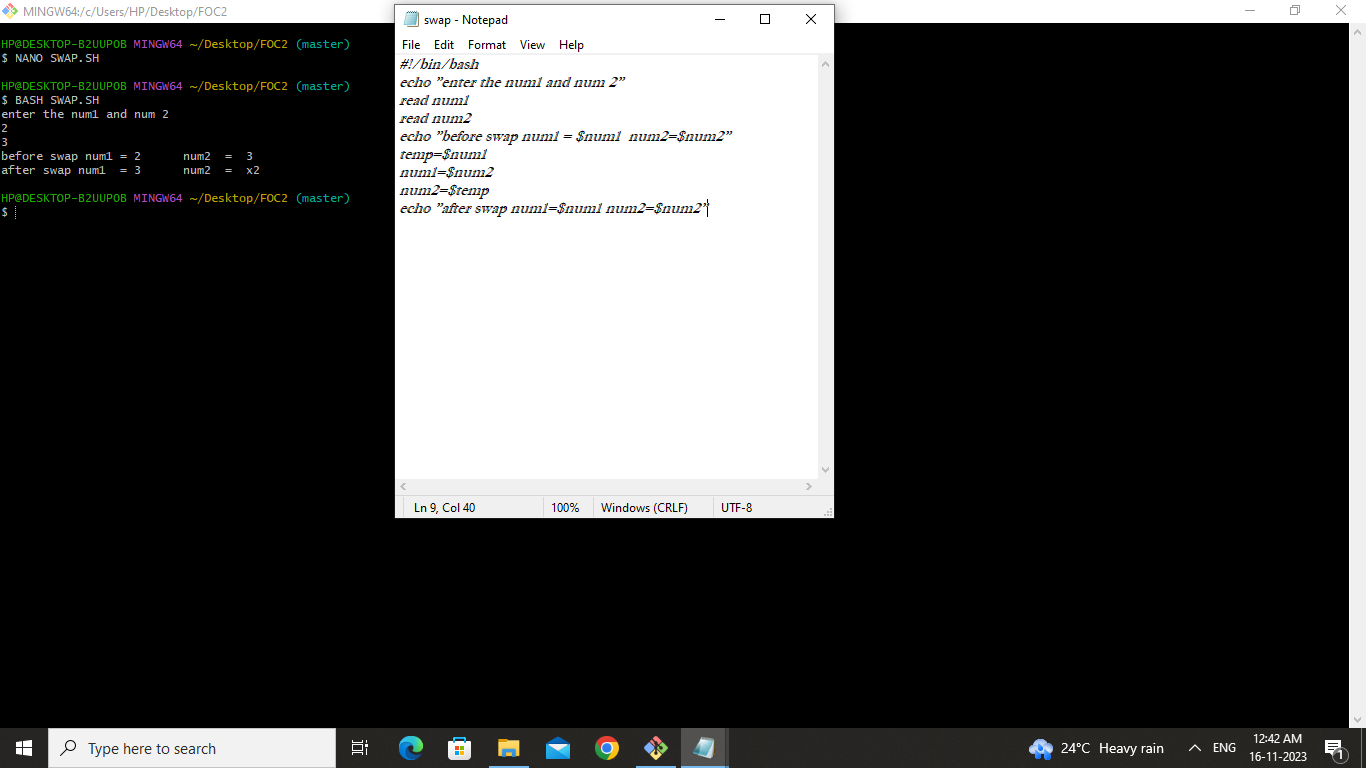 MINGW64:/c/Users/HP/Desktop/FOC2
HP@DESKTOP-B2UUPOB MINGW64 ~/Desktop/FOC2 (master)
$ NANO SWAP.SH
HP@DESKTOP-B2UUPOB MINGW64 ~/Desktop/FOC2 (master)
$ BASH SWAP.SH
enter the num1 and num 2
2
3
before swap num1 = 2      num2  =  3
after swap num1  = 3      num2  =  x2
HP@DESKTOP-B2UUPOB MINGW64 ~/Desktop/FOC2 (master)
$
swap - Notepad
File Edit Format View Help
#!/bin/bash
echo ”enter the num1 and num 2”
read num1
read num2
echo ”before swap num1 = $num1  num2=$num2”
temp=$num1
num1=$num2
num2=$temp
echo ”after swap num1=$num1 num2=$num2”
Ln 9, Col 40 100% Windows (CRLF) UTF-8
Type here to search
24°C Heavy rain
ENG
12:42 AM
16-11-2023
1